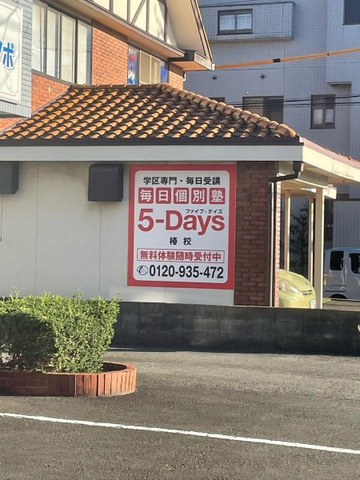 学区専門・毎日受講
毎日個別塾
5-Days
ファイブ・デイズ
椿校
無料体験随時受付中
0120-935-472